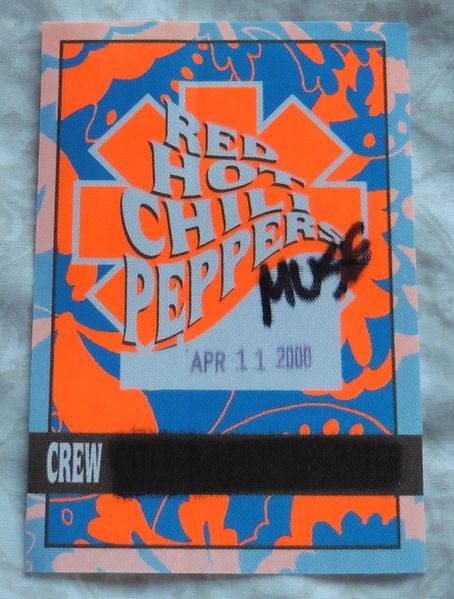 RED
HOT
CHILI
PEPPERS
MUSE
APR 11 2000
CREW